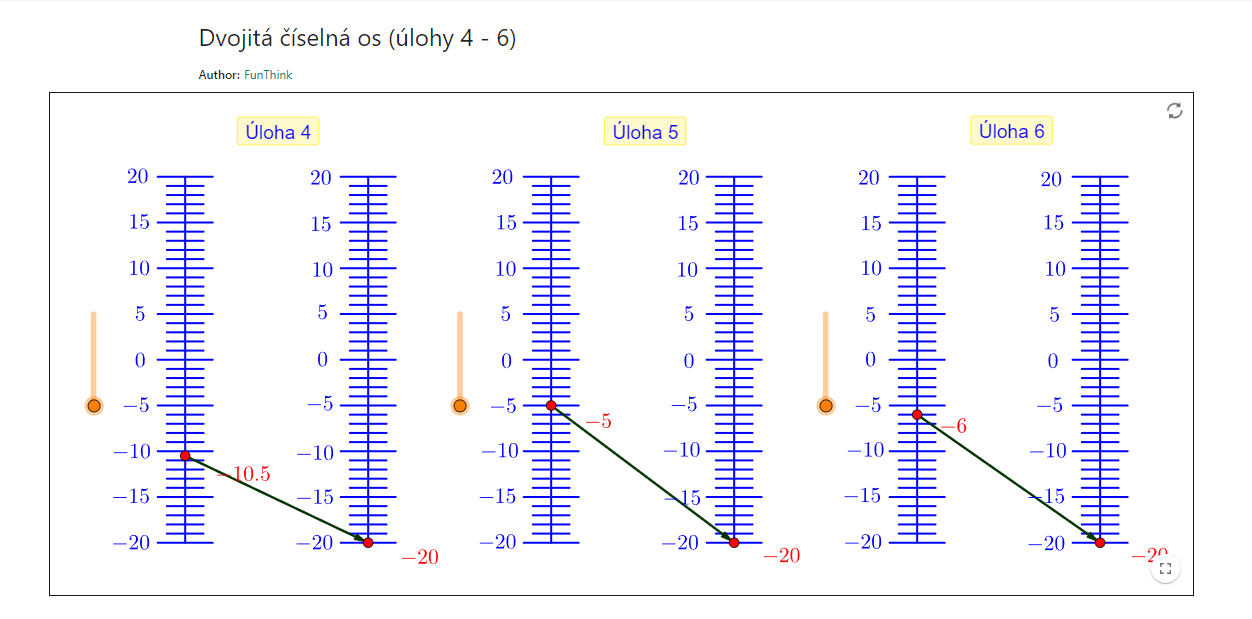 Dvojitá číselná os (úlohy 4 - 6)
Author: FunThink
Úloha 4 Úloha 5 Úloha 6
20 20 20 20 20 20
15 15 15 15 15 15
10 10 10 10 10 10
5 5 5 5 5 5
0 0 0 0 0 0
−5 −5 −5 −5 −5 −5
−5 −6
−10 −10 −10 −10 −10 −10
−10.5
−15 −15 −15 −15 −15 −15
−20 −20 −20 −20 −20 −20
−20 −20 −20